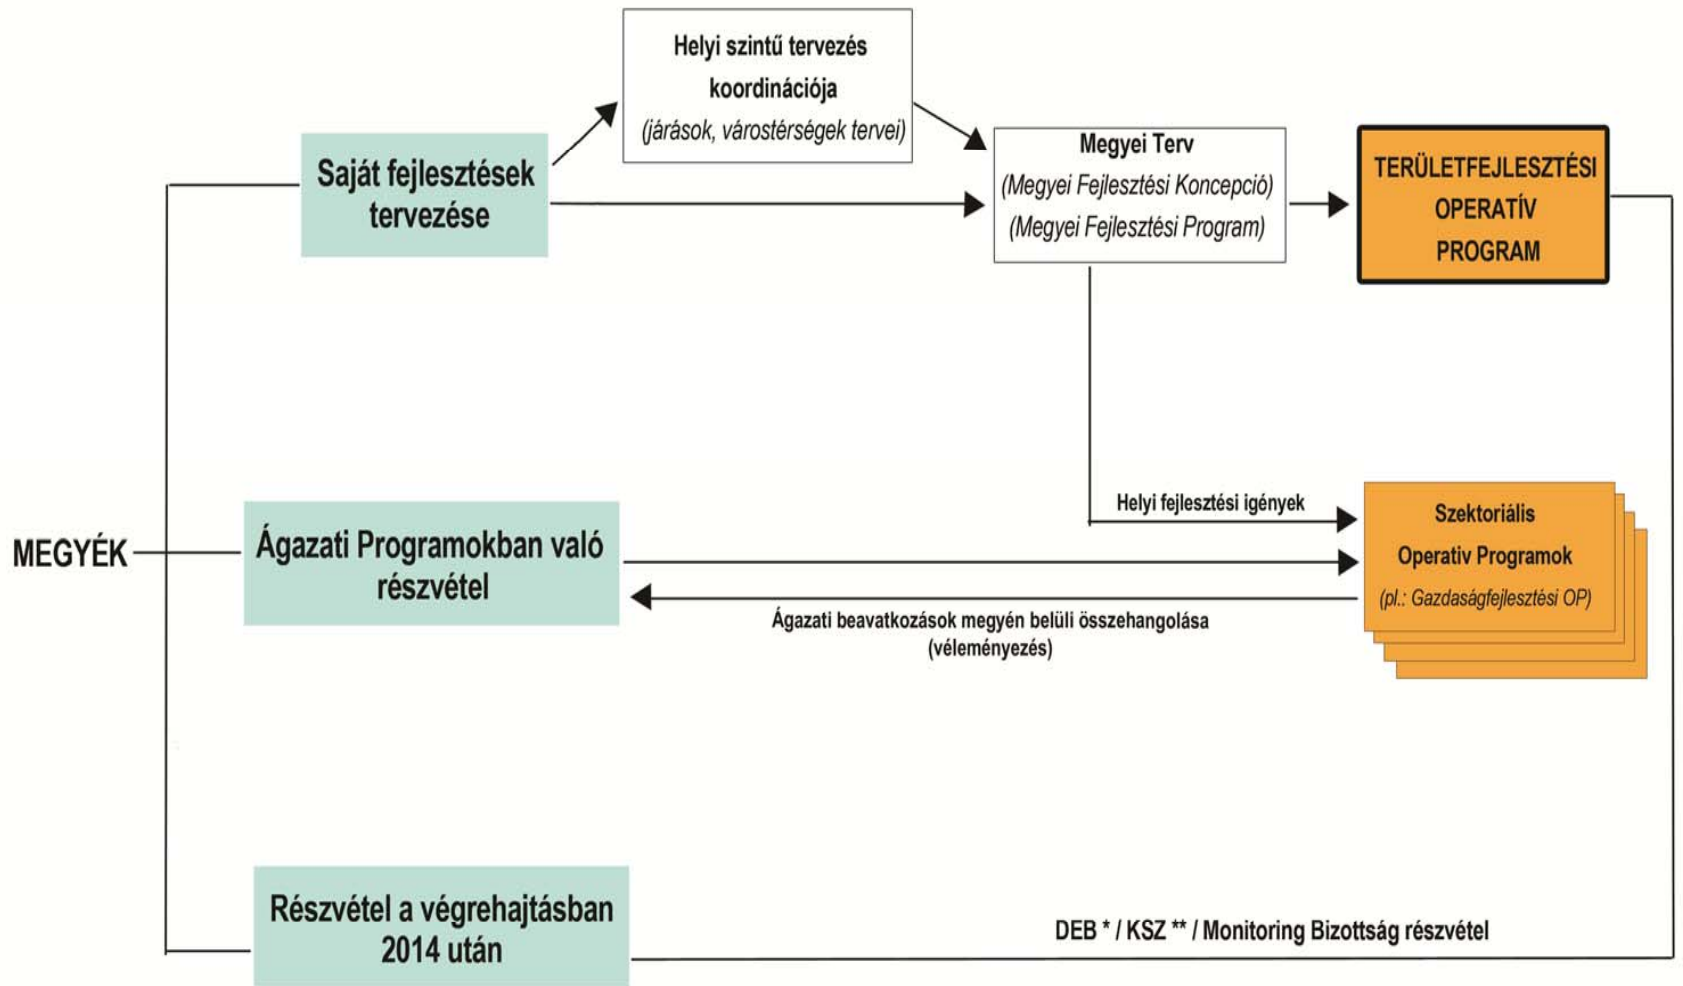 Helyi szintű tervezés
koordinációja
(járások, várostérségek tervei)
Saját fejlesztések
tervezése
Megyei Terv
(Megyei Fejlesztési Koncepció)
(Megyei Fejlesztési Program)
TERÜLETFEJLESZTÉSI
OPERATÍV
PROGRAM
Helyi fejlesztési igények
MEGYÉK
Ágazati Programokban való
részvétel
Szektoriális
Operativ Programok
(pl.: Gazdaságfejlesztési OP)
Ágazati beavatkozások megyén belüli összehangolása
(véleményezés)
Részvétel a végrehajtásban
2014 után
DEB * / KSZ ** / Monitoring Bizottság részvétel